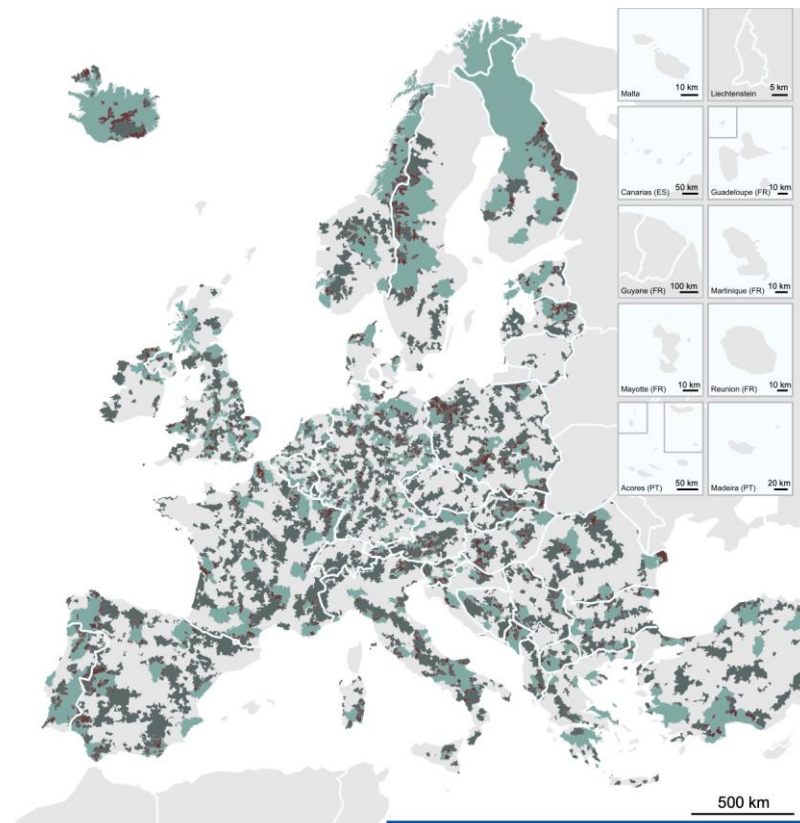 Malta
10 km
Liechtenstein
5 km
Canarias (ES)
50 km
Guadeloupe (FR)
10 km
Guyane (FR)
100 km
Martinique (FR)
10 km
Mayotte (FR)
10 km
Reunion (FR)
10 km
Acores (PT)
50 km
Madeira (PT)
20 km
500 km